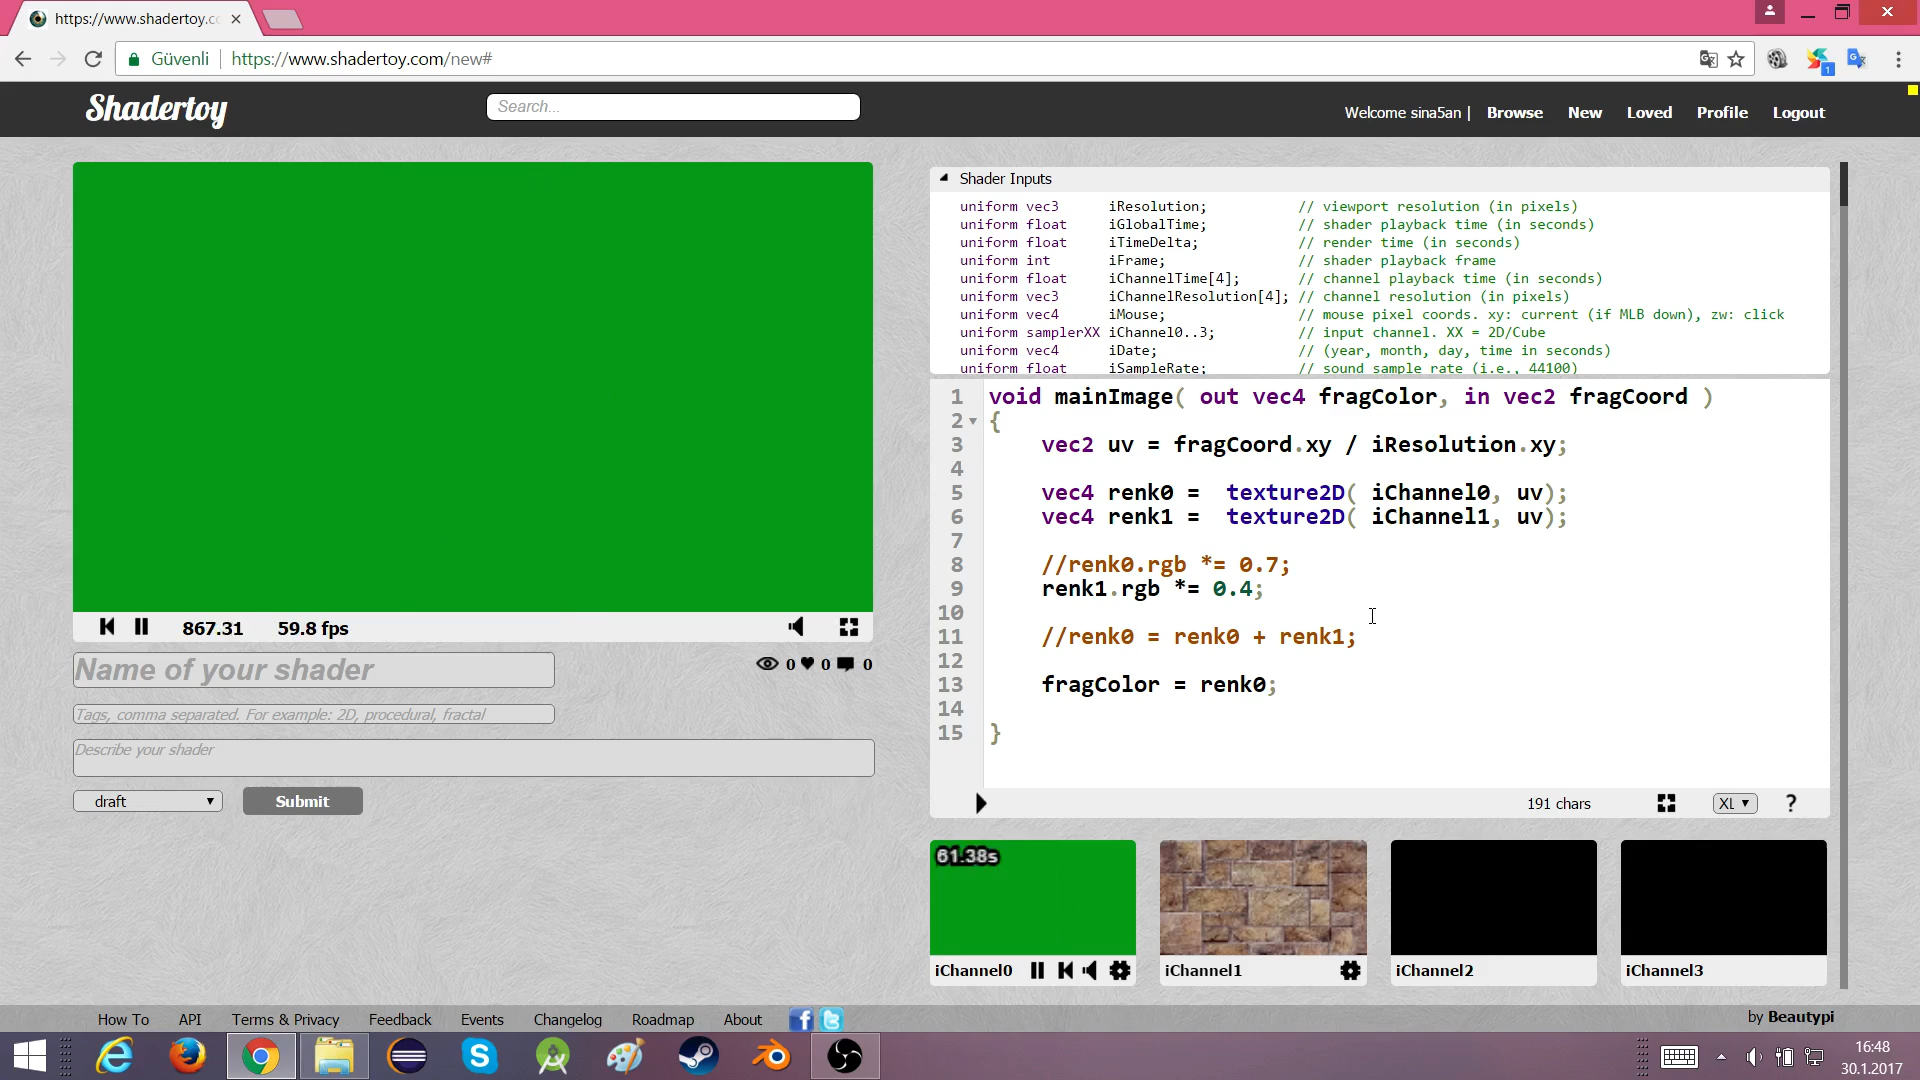 https://www.shadertoy.co
Güvenli https://www.shadertoy.com/new#
1
Shadertoy
Search...
Welcome sina5an | Browse New Loved Profile Logout
867.31 59.8 fps
Name of your shader
0 0 0
Tags, comma separated. For example: 2D, procedural, fractal
Describe your shader
draft Submit
Shader Inputs
uniform vec3 iResolution; // viewport resolution (in pixels)
uniform float iGlobalTime; // shader playback time (in seconds)
uniform float iTimeDelta; // render time (in seconds)
uniform int iFrame; // shader playback frame
uniform float iChannelTime[4]; // channel playback time (in seconds)
uniform vec3 iChannelResolution[4]; // channel resolution (in pixels)
uniform vec4 iMouse; // mouse pixel coords. xy: current (if MLB down), zw: click
uniform samplerXX iChannel0..3; // input channel. XX = 2D/Cube
uniform vec4 iDate; // (year, month, day, time in seconds)
uniform float iSampleRate; // sound sample rate (i.e., 44100)
1 void mainImage( out vec4 fragColor, in vec2 fragCoord )
2 {
3 vec2 uv = fragCoord.xy / iResolution.xy;
4
5 vec4 renk0 = texture2D( iChannel0, uv);
6 vec4 renk1 = texture2D( iChannel1, uv);
7
8 //renk0.rgb *= 0.7;
9 renk1.rgb *= 0.4;
10
11 //renk0 = renk0 + renk1;
12
13 fragColor = renk0;
14
15 }
191 chars XL ?
61.38s
iChannel0 iChannel1 iChannel2 iChannel3
How To API Terms & Privacy Feedback Events Changelog Roadmap About by Beautypi
16:48
30.1.2017